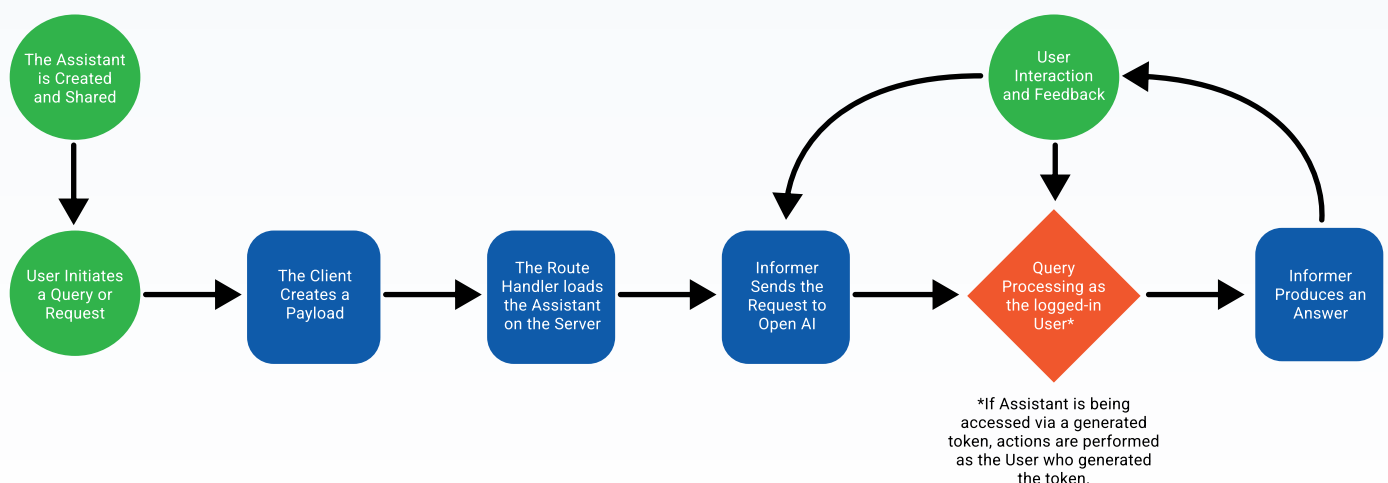 The Assistant
is Created
and Shared
User Initiates
a Query or
Request
The Client
Creates a
Payload
The Route
Handler loads
the Assistant
on the Server
Informer
Sends the
Request to
Open AI
User
Interaction
and Feedback
Query
Processing as
the logged-in
User*
*If Assistant is being
accessed via a generated
token, actions are performed
as the User who generated
the token.
Informer
Produces an
Answer